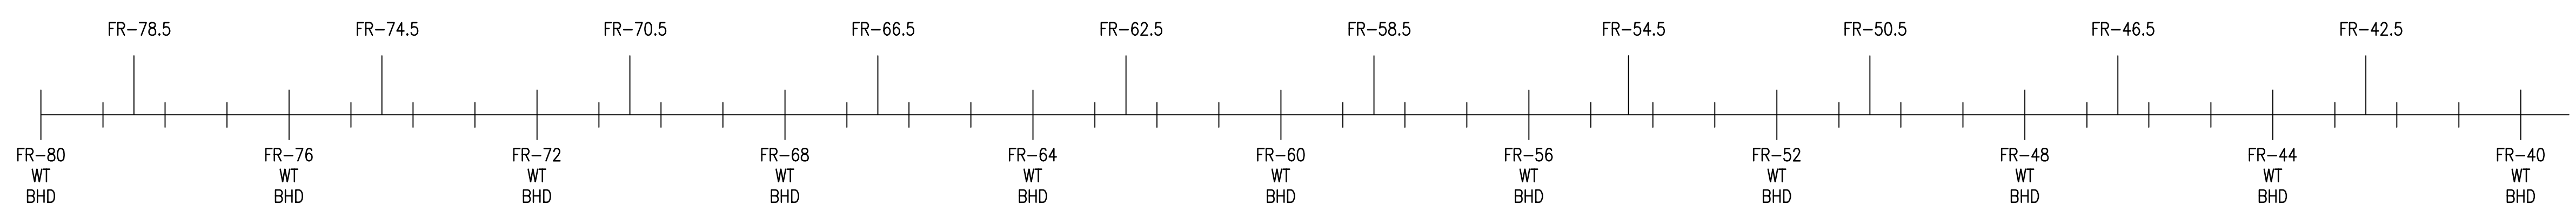 FR-78.5 FR-74.5 FR-70.5 FR-66.5 FR-62.5 FR-58.5 FR-54.5 FR-50.5 FR-46.5 FR-42.5
FR-80 FR-76 FR-72 FR-68 FR-64 FR-60 FR-56 FR-52 FR-48 FR-44 FR-40
WT WT WT WT WT WT WT WT WT WT WT
BHD BHD BHD BHD BHD BHD BHD BHD BHD BHD BHD